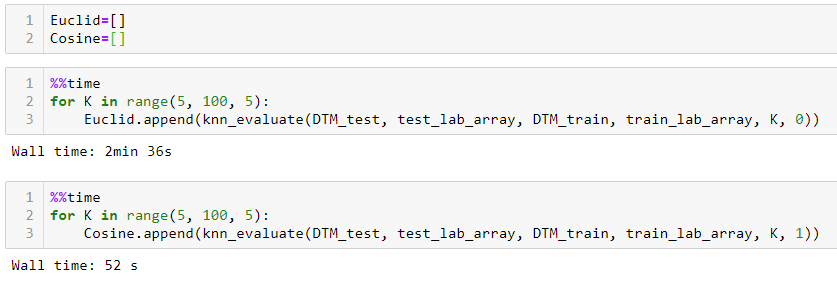 1 Euclid=[]
2 Cosine=[]
1 %%time
2 for K in range(5, 100, 5):
3     Euclid.append(knn_evaluate(DTM_test, test_lab_array, DTM_train, train_lab_array, K, 0))
Wall time: 2min 36s
1 %%time
2 for K in range(5, 100, 5):
3     Cosine.append(knn_evaluate(DTM_test, test_lab_array, DTM_train, train_lab_array, K, 1))
Wall time: 52 s